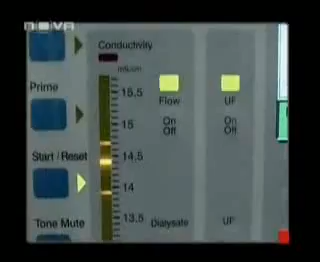 NOVA
Conductivity
mS/cm
Prime
15.5
Flow
UF
15
On
Off
On
Off
Start / Reset
14.5
14
Tone Mute
13.5
Dialysate
UF